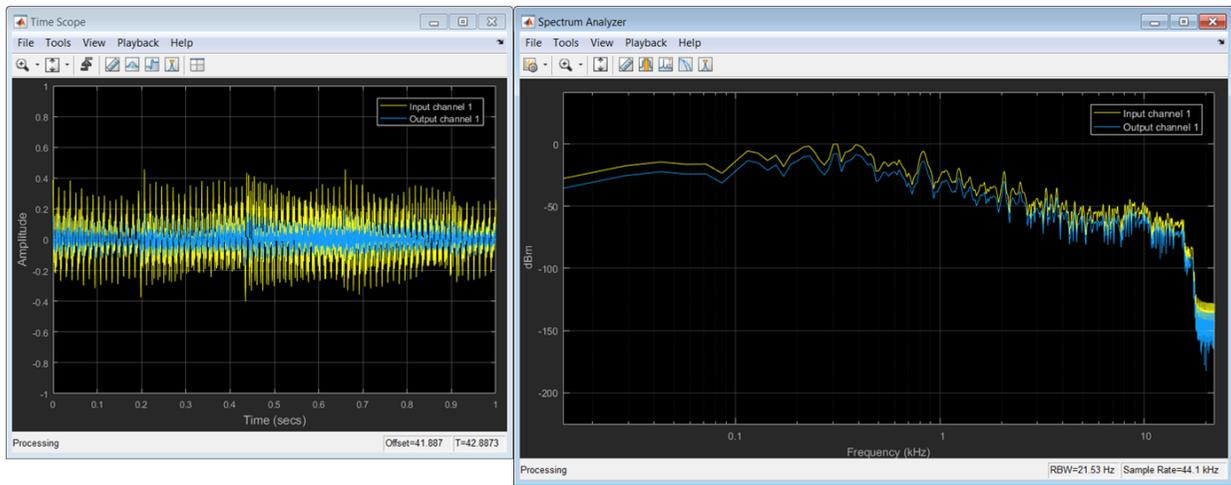 Time Scope
File Tools View Playback Help
1
0.8
0.6
0.4
0.2
0
-0.2
-0.4
-0.6
-0.8
-1
Amplitude
Input channel 1
Output channel 1
0 0.1 0.2 0.3 0.4 0.5 0.6 0.7 0.8 0.9 1
Time (secs)
Processing Offset=41.887 T=42.8873
Spectrum Analyzer
File Tools View Playback Help
0
-50
-100
-150
-200
dBm
Input channel 1
Output channel 1
0.1 1 10
Frequency (kHz)
Processing RBW=21.53 Hz Sample Rate=44.1 kHz